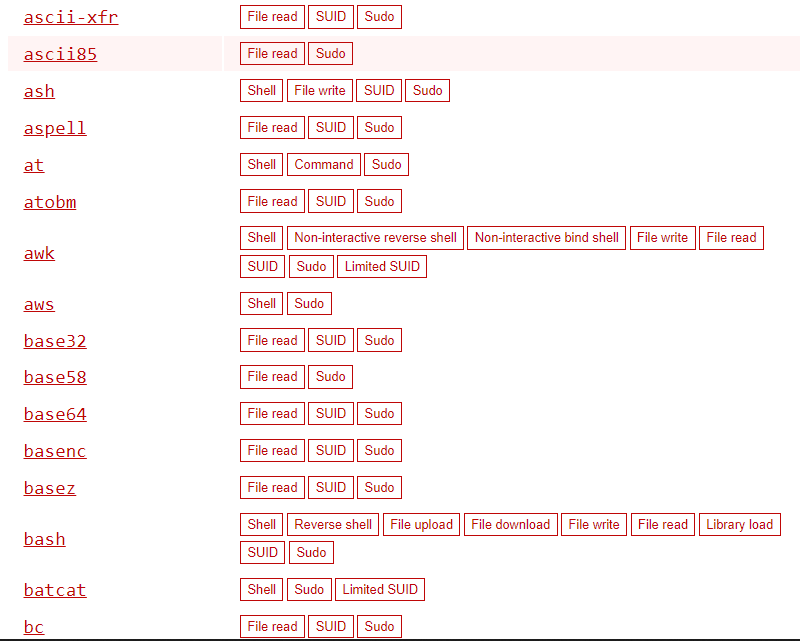 ascii-xfr File read SUID Sudo
ascii85 File read Sudo
ash Shell File write SUID Sudo
aspell File read SUID Sudo
at Shell Command Sudo
atobm File read SUID Sudo
awk Shell Non-interactive reverse shell Non-interactive bind shell File write File read
SUID Sudo Limited SUID
aws Shell Sudo
base32 File read SUID Sudo
base58 File read Sudo
base64 File read SUID Sudo
basenc File read SUID Sudo
basez File read SUID Sudo
bash Shell Reverse shell File upload File download File write File read Library load
SUID Sudo
batcat Shell Sudo Limited SUID
bc File read SUID Sudo